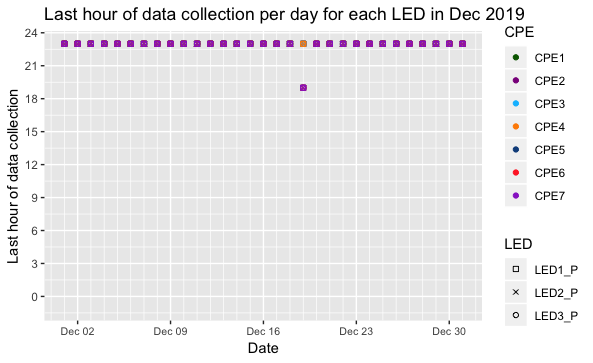 Last hour of data collection per day for each LED in Dec 2019
Last hour of data collection
24
21
18
15
12
9
6
3
0
Dec 02
Dec 09
Dec 16
Dec 23
Dec 30
Date
CPE
CPE1
CPE2
CPE3
CPE4
CPE5
CPE6
CPE7
LED
LED1_P
LED2_P
LED3_P